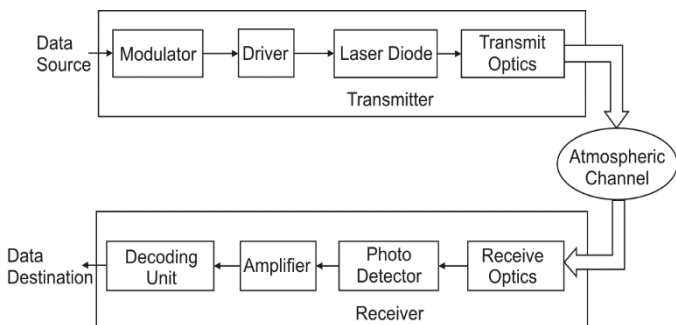 Data
Source
Modulator
Driver
Laser Diode
Transmit
Optics
Transmitter
Atmospheric
Channel
Data
Destination
Decoding
Unit
Amplifier
Photo
Detector
Receive
Optics
Receiver